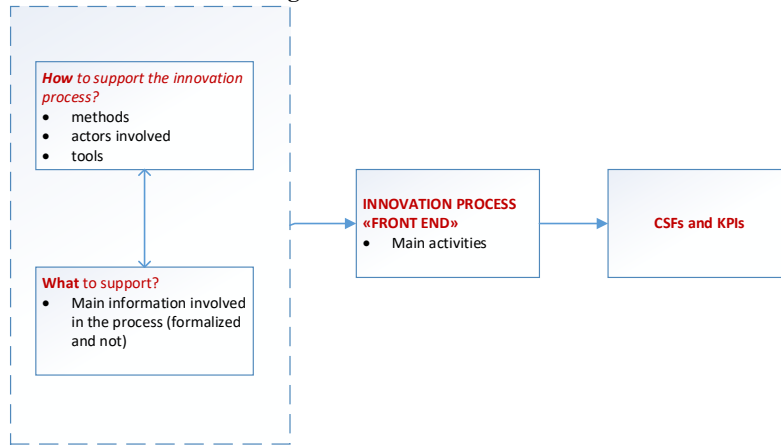 How to support the innovation
process?
• methods
• actors involved
• tools
What to support?
• Main information involved
in the process (formalized
and not)
INNOVATION PROCESS
«FRONT END»
• Main activities
CSFs and KPIs